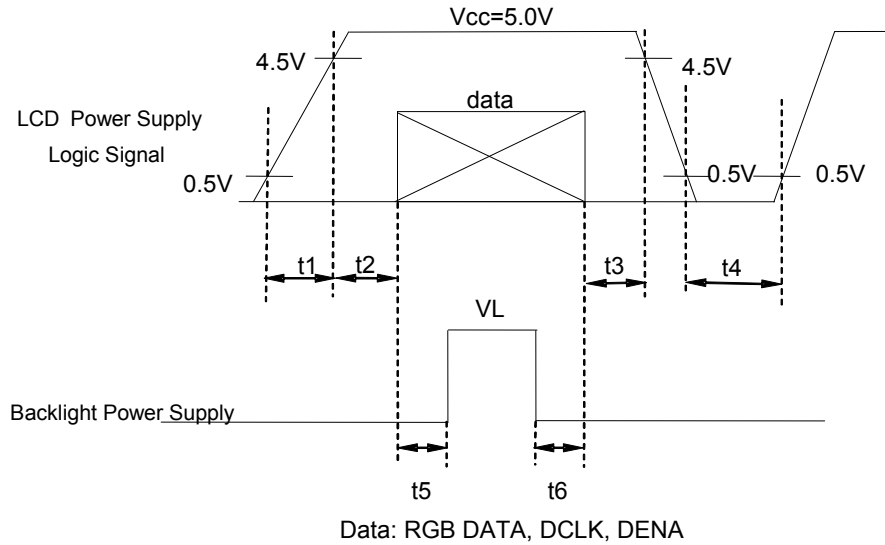 Vcc=5.0V
4.5V
4.5V
data
LCD Power Supply
Logic Signal
0.5V
0.5V
0.5V
t1
t2
t3
t4
VL
Backlight Power Supply
t5
t6
Data: RGB DATA, DCLK, DENA